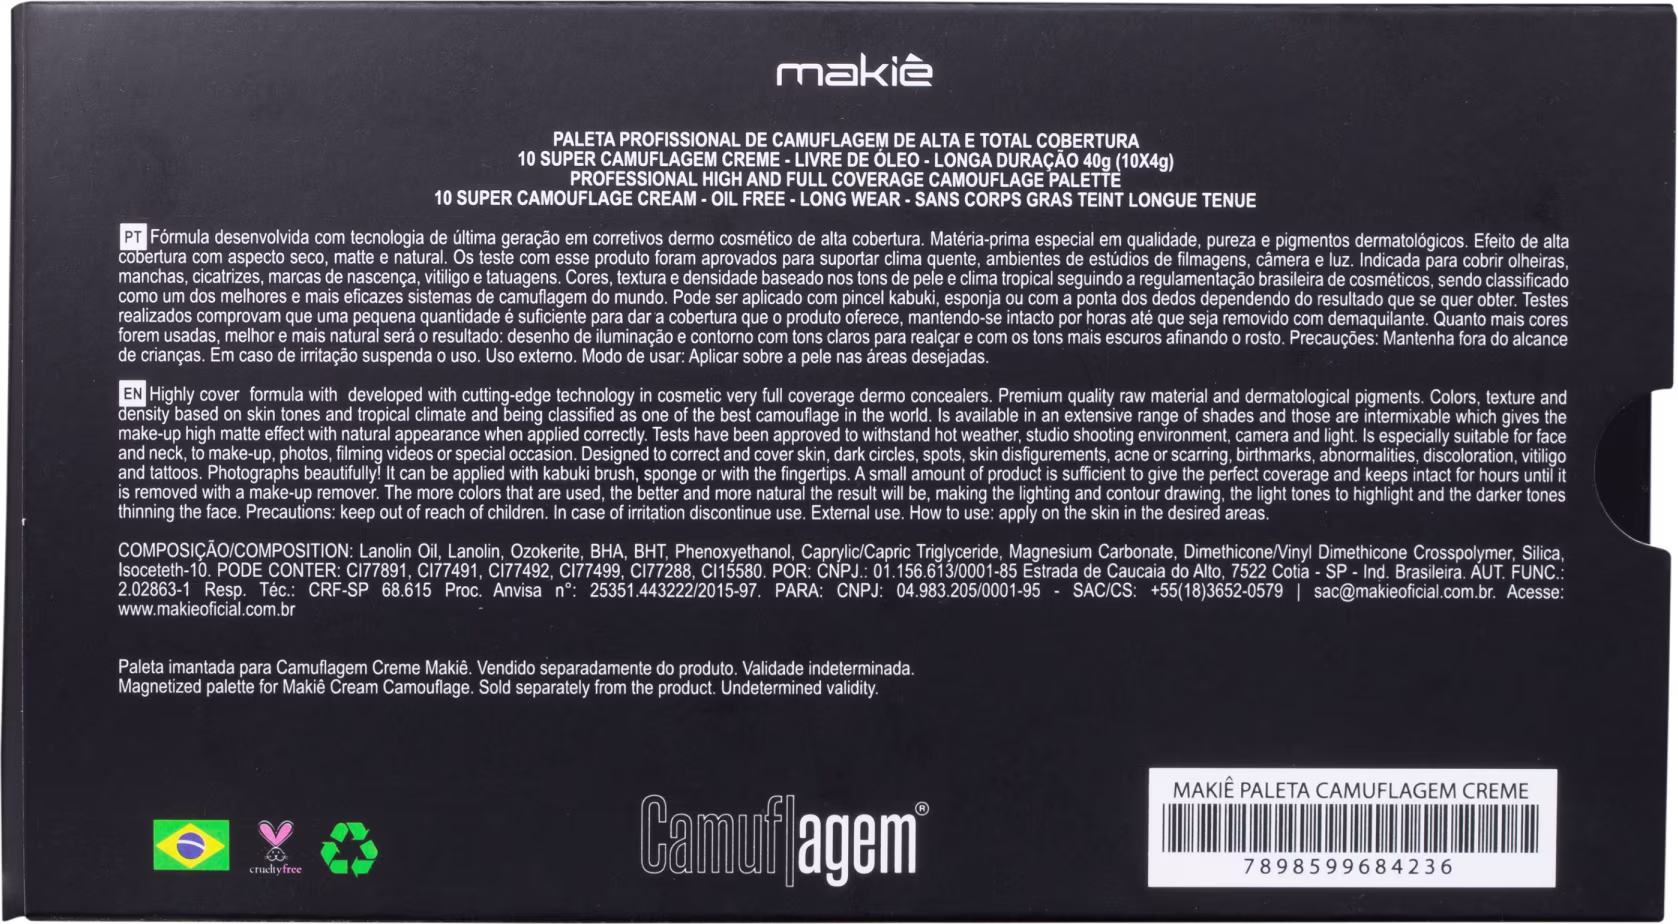 makiê
PALETA PROFISSIONAL DE CAMUFLAGEM DE ALTA E TOTAL COBERTURA
10 SUPER CAMUFLAGEM CREME - LIVRE DE ÓLEO - LONGA DURAÇÃO 40g (10X4g)
PROFESSIONAL HIGH AND FULL COVERAGE CAMOUFLAGE PALETTE
10 SUPER CAMOUFLAGE CREAM - OIL FREE - LONG WEAR - SANS CORPS GRAS TEINT LONGUE TENUE
PT Fórmula desenvolvida com tecnologia de última geração em corretivos dermo cosmético de alta cobertura. Matéria-prima especial em qualidade, pureza e pigmentos dermatológicos. Efeito de alta
cobertura com aspecto seco, matte e natural. Os teste com esse produto foram aprovados para suportar clima quente, ambientes de estúdios de filmagens, câmera e luz. Indicada para cobrir olheiras,
manchas, cicatrizes, marcas de nascença, vitiligo e tatuagens. Cores, textura e densidade baseado nos tons de pele e clima tropical seguindo a regulamentação brasileira de cosméticos, sendo classificado
como um dos melhores e mais eficazes sistemas de camuflagem do mundo. Pode ser aplicado com pincel kabuki, esponja ou com a ponta dos dedos dependendo do resultado que se quer obter. Testes
realizados comprovam que uma pequena quantidade é suficiente para dar a cobertura que o produto oferece, mantendo-se intacto por horas até que seja removido com demaquilante. Quanto mais cores
forem usadas, melhor e mais natural será o resultado: desenho de iluminação e contorno com tons claros para realçar e com os tons mais escuros afinando o rosto. Precauções: Mantenha fora do alcance
de crianças. Em caso de irritação suspenda o uso. Uso externo. Modo de usar: Aplicar sobre a pele nas áreas desejadas.
EN Highly cover formula with developed with cutting-edge technology in cosmetic very full coverage dermo concealers. Premium quality raw material and dermatological pigments. Colors, texture and
density based on skin tones and tropical climate and being classified as one of the best camouflage in the world. Is available in an extensive range of shades and those are intermixable which gives the
make-up high matte effect with natural appearance when applied correctly. Tests have been approved to withstand hot weather, studio shooting environment, camera and light. Is especially suitable for face
and neck, to make-up, photos, filming videos or special occasion. Designed to correct and cover skin, dark circles, spots, skin disfigurements, acne or scarring, birthmarks, abnormalities, discoloration, vitiligo
and tattoos. Photographs beautifully! It can be applied with kabuki brush, sponge or with the fingertips. A small amount of product is sufficient to give the perfect coverage and keeps intact for hours until it
is removed with a make-up remover. The more colors that are used, the better and more natural the result will be, making the lighting and contour drawing, the light tones to highlight and the darker tones
thinning the face. Precautions: keep out of reach of children. In case of irritation discontinue use. External use. How to use: apply on the skin in the desired areas.
COMPOSIÇÃO/COMPOSITION: Lanolin Oil, Lanolin, Ozokerite, BHA, BHT, Phenoxyethanol, Caprylic/Capric Triglyceride, Magnesium Carbonate, Dimethicone/Vinyl Dimethicone Crosspolymer, Silica,
Isoceteth-10. PODE CONTER: CI77891, CI77491, CI77492, CI77499, CI77288, CI15580. POR: CNPJ.: 01.156.613/0001-85 Estrada de Caucaia do Alto, 7522 Cotia - SP - Ind. Brasileira. AUT. FUNC.:
2.02863-1 Resp. Téc.: CRF-SP 68.615 Proc. Anvisa n°: 25351.443222/2015-97. PARA: CNPJ: 04.983.205/0001-95 - SAC/CS: +55(18)3652-0579 | sac@makieoficial.com.br. Acesse:
www.makieoficial.com.br
Paleta imantada para Camuflagem Creme Makiê. Vendido separadamente do produto. Validade indeterminada.
Magnetized palette for Makiê Cream Camouflage. Sold separately from the product. Undetermined validity.
crueltyfree
Camuflagem®
MAKIÊ PALETA CAMUFLAGEM CREME
7898599684236